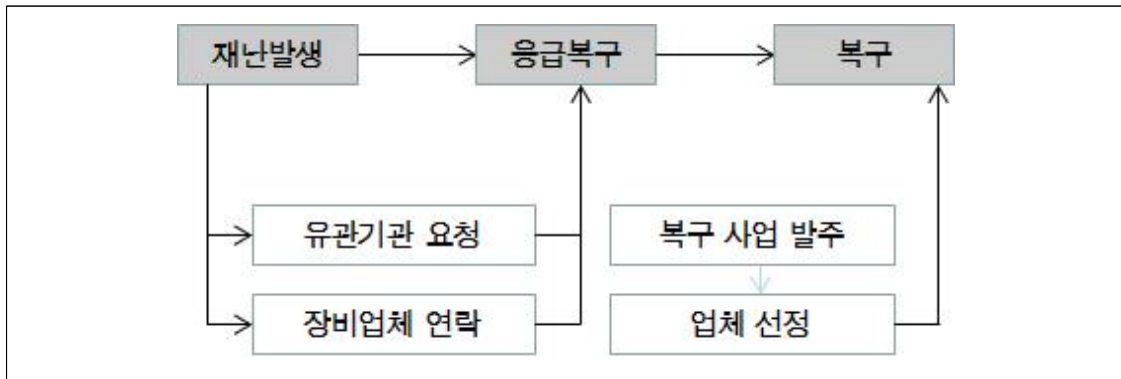 재난발생
응급복구
복구
유관기관 요청
복구 사업 발주
장비업체 연락
업체 선정